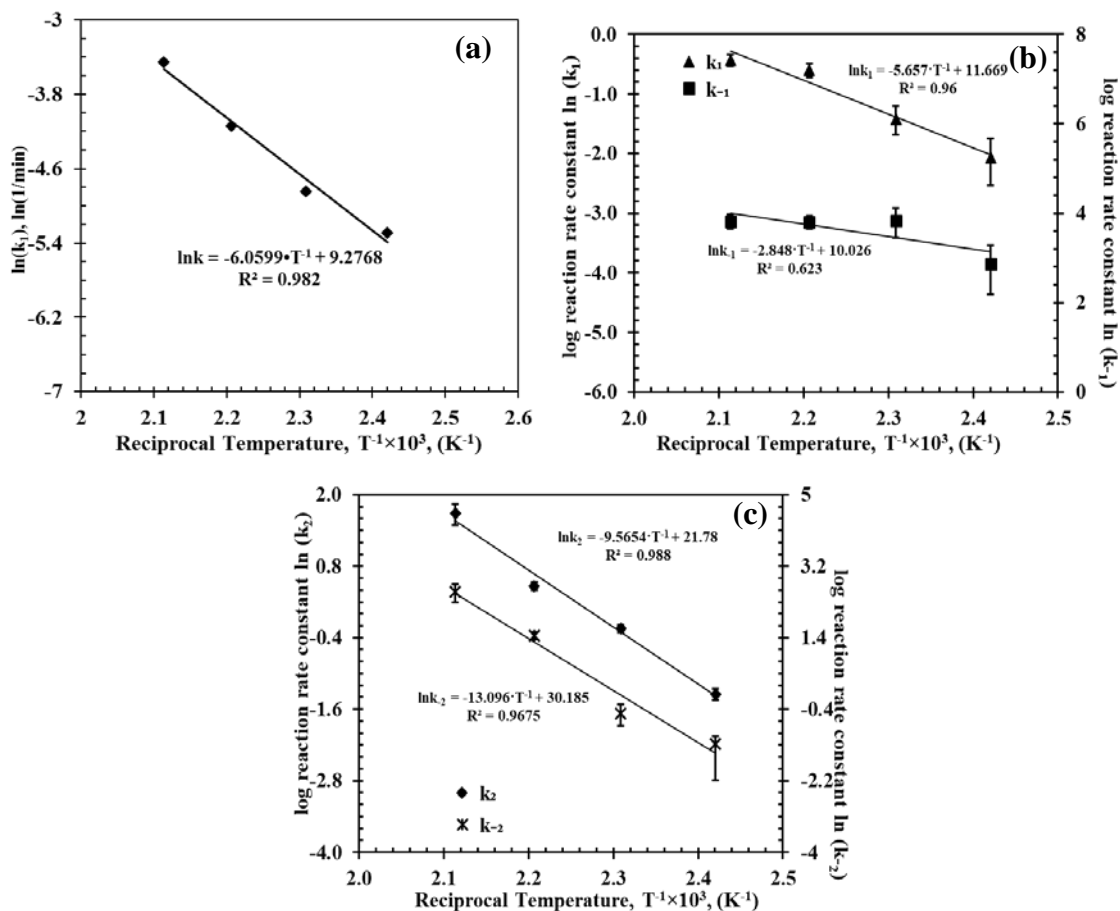 (a)
-3
-3.8
-4.6
-5.4
-6.2
-7
ln(k₁), ln(1/min)
lnk = -6.0599•T⁻¹ + 9.2768
R² = 0.982
2 2.1 2.2 2.3 2.4 2.5 2.6
Reciprocal Temperature, T⁻¹×10³, (K⁻¹)
(b)
0.0
-1.0
-2.0
-3.0
-4.0
-5.0
-6.0
log reaction rate constant ln (k₁)
k₁
k₋₁
lnk₁ = -5.657·T⁻¹ + 11.669
R² = 0.96
lnk₋₁ = -2.848·T⁻¹ + 10.026
R² = 0.623
8
6
4
2
0
log reaction rate constant ln (k₋₁)
2.0 2.1 2.2 2.3 2.4 2.5
Reciprocal Temperature, T⁻¹×10³, (K⁻¹)
(c)
2.0
0.8
-0.4
-1.6
-2.8
-4.0
log reaction rate constant ln (k₂)
lnk₂ = -9.5654·T⁻¹ + 21.78
R² = 0.988
lnk₋₂ = -13.096·T⁻¹ + 30.185
R² = 0.9675
k₂
k₋₂
5
3.2
1.4
-0.4
-2.2
-4
log reaction rate constant ln (k₋₂)
2.0 2.1 2.2 2.3 2.4 2.5
Reciprocal Temperature, T⁻¹×10³, (K⁻¹)